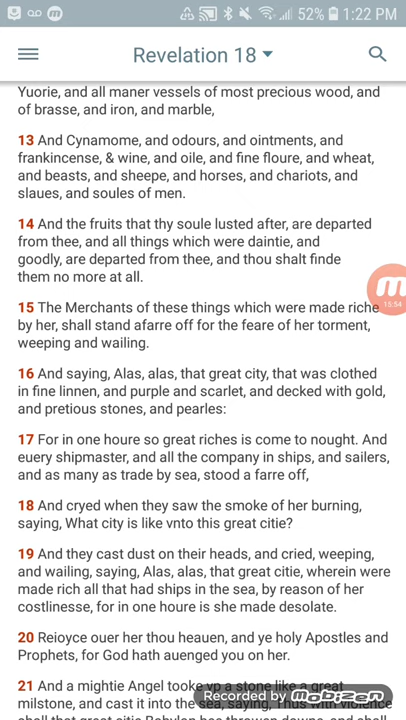 52% 1:22 PM
Revelation 18
Yuorie, and all maner vessels of most precious wood, and
of brasse, and iron, and marble,
13 And Cynamome, and odours, and ointments, and
frankincense, & wine, and oile, and fine floure, and wheat,
and beasts, and sheepe, and horses, and chariots, and
slaues, and soules of men.
14 And the fruits that thy soule lusted after, are departed
from thee, and all things which were daintie, and
goodly, are departed from thee, and thou shalt finde
them no more at all.
15 The Merchants of these things which were made riche
by her, shall stand afarre off for the feare of her torment,
weeping and wailing.
16 And saying, Alas, alas, that great city, that was clothed
in fine linnen, and purple and scarlet, and decked with gold,
and pretious stones, and pearles:
17 For in one houre so great riches is come to nought. And
euery shipmaster, and all the company in ships, and sailers,
and as many as trade by sea, stood a farre off,
18 And cryed when they saw the smoke of her burning,
saying, What city is like vnto this great citie?
19 And they cast dust on their heads, and cried, weeping,
and wailing, saying, Alas, alas, that great citie, wherein were
made rich all that had ships in the sea, by reason of her
costlinesse, for in one houre is she made desolate.
20 Reioyce ouer her thou heauen, and ye holy Apostles and
Prophets, for God hath auenged you on her.
21 And a mightie Angel tooke vp a stone like a great
milstone, and cast it into the sea, saying, Thus with violence
shall that great citie Babylon bee throwen downe, and shall
15:54
Recorded by MOBIZEN